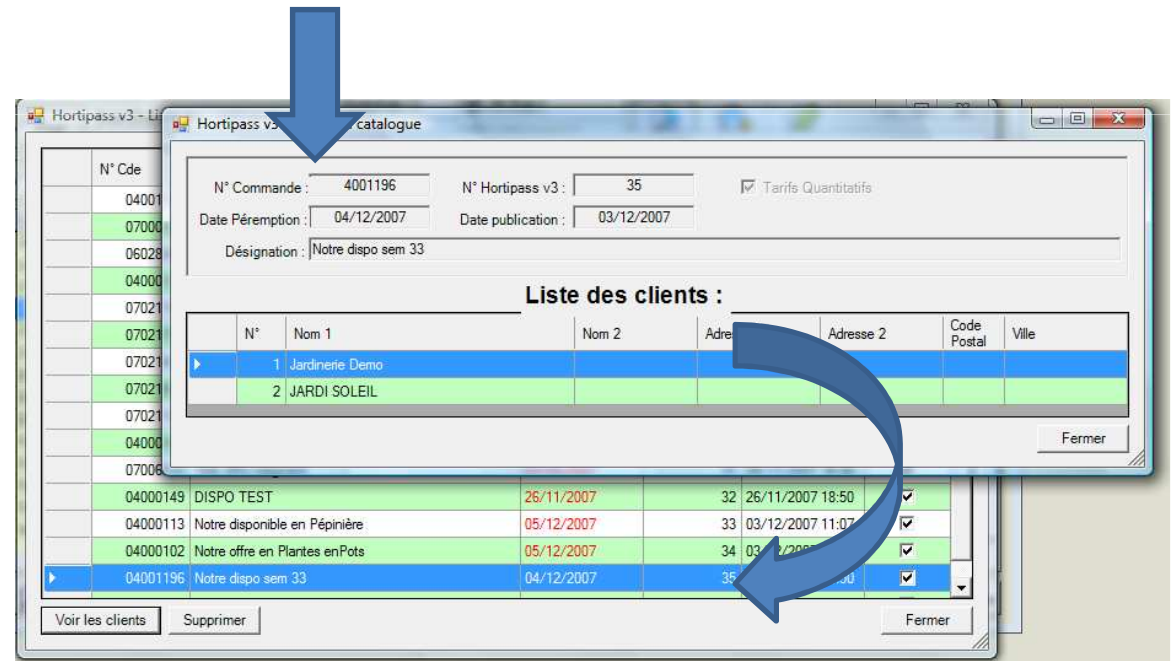 Hortipass v3 - Li
Hortipass v3 catalogue
N° Commande : 4001196 N° Hortipass v3 : 35 Tarifs Quantitatifs
Date Péremption : 04/12/2007 Date publication : 03/12/2007
Désignation : Notre dispo sem 33
Liste des clients :
N° Nom 1 Nom 2 Adres Adresse 2 Code Postal Ville
1 Jardinerie Demo
2 JARDI SOLEIL
Fermer
N° Cde
04001
07000
06028
04000
07021
07021
07021
07021
07021
04000
07006
04000149 DISPO TEST 26/11/2007 32 26/11/2007 18:50
04000113 Notre disponible en Pépinière 05/12/2007 33 03/12/2007 11:07
04000102 Notre offre en Plantes enPots 05/12/2007 34
04001196 Notre dispo sem 33 04/12/2007 35
Voir les clients Supprimer Fermer